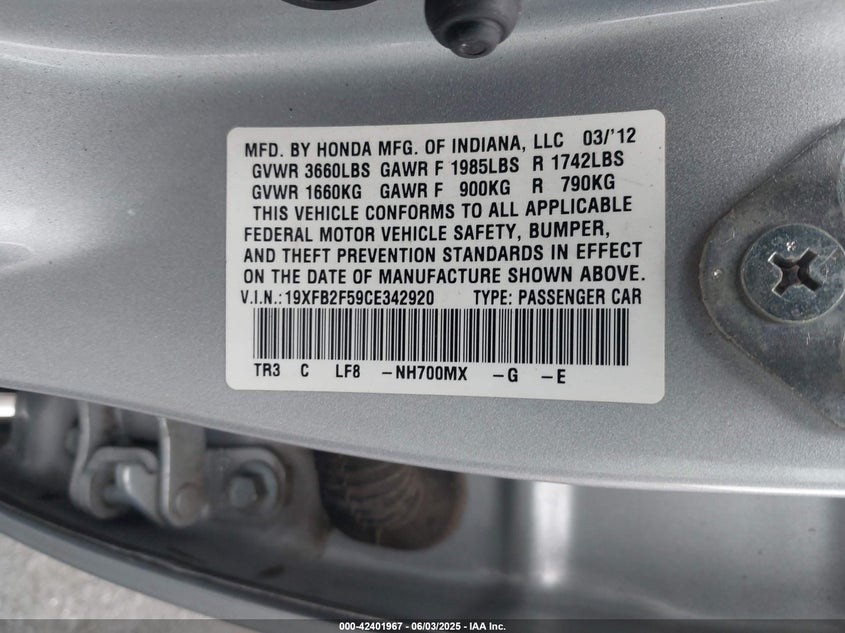 MFD. BY HONDA MFG. OF INDIANA, LLC 03/'12
GVWR 3660LBS GAWR F 1985LBS R 1742LBS
GVWR 1660KG GAWR F 900KG R 790KG
THIS VEHICLE CONFORMS TO ALL APPLICABLE
FEDERAL MOTOR VEHICLE SAFETY, BUMPER,
AND THEFT PREVENTION STANDARDS IN EFFECT
ON THE DATE OF MANUFACTURE SHOWN ABOVE.
V.I.N.:19XFB2F59CE342920 TYPE: PASSENGER CAR
TR3 C LF8 -NH700MX -G -E
000-42401967 - 06/03/2025 - IAA Inc.